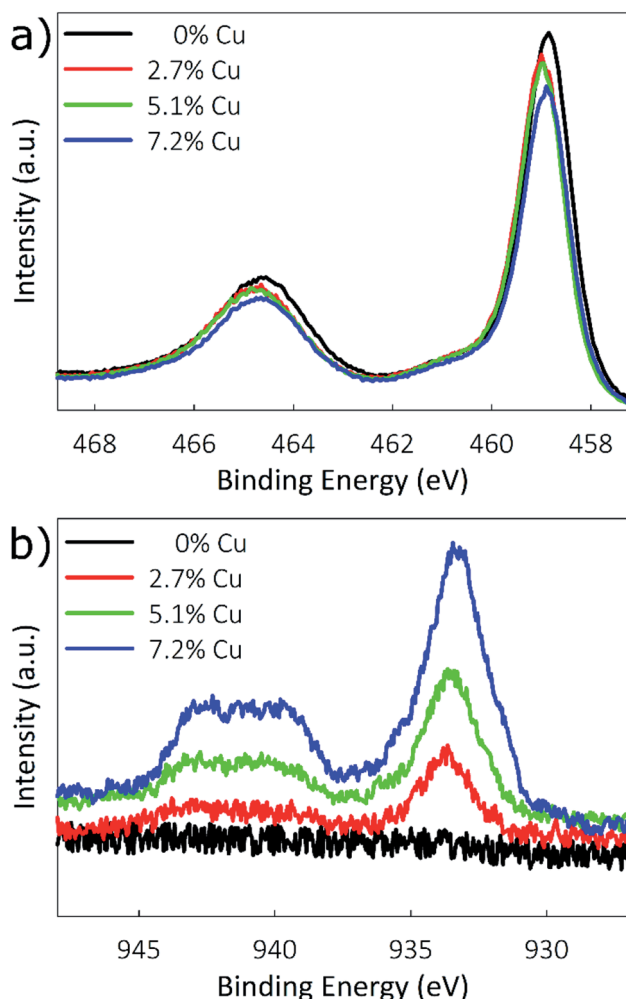 a)
0% Cu
2.7% Cu
5.1% Cu
7.2% Cu
Intensity (a.u.)
468 466 464 462 460 458
Binding Energy (eV)
b)
0% Cu
2.7% Cu
5.1% Cu
7.2% Cu
Intensity (a.u.)
945 940 935 930
Binding Energy (eV)